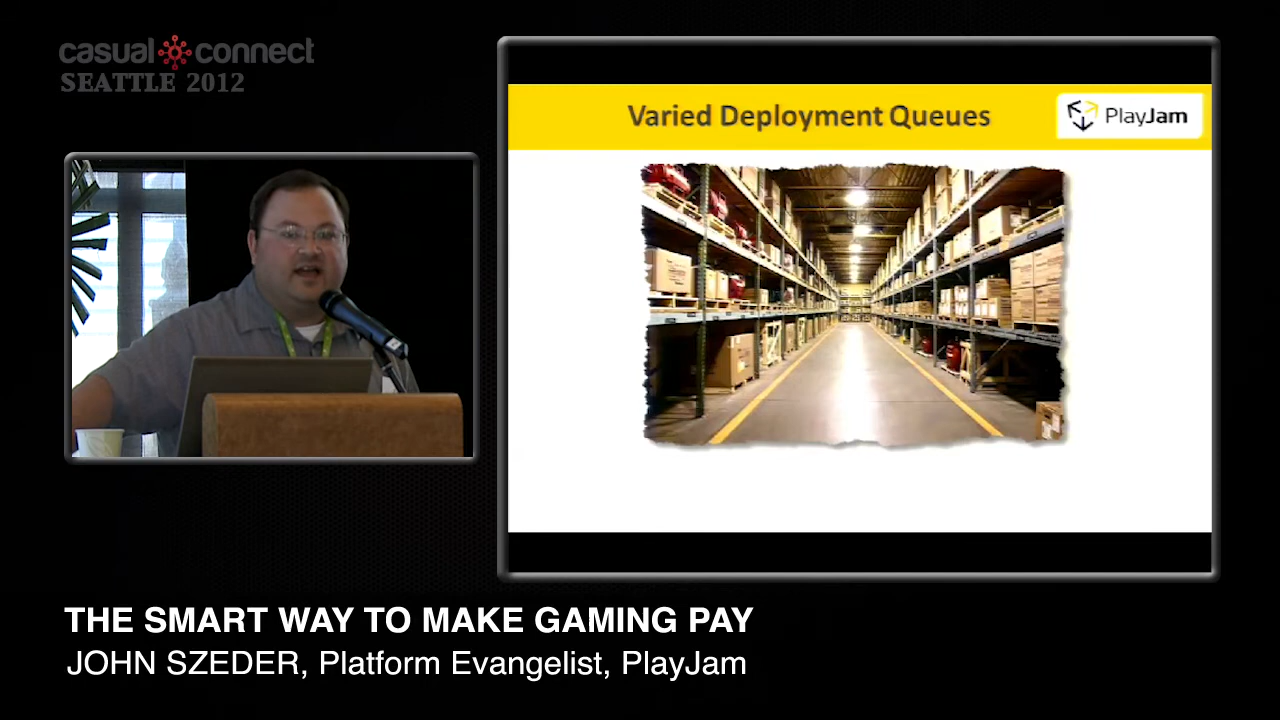 casual connect
SEATTLE 2012
Varied Deployment Queues
PlayJam
THE SMART WAY TO MAKE GAMING PAY
JOHN SZEDER, Platform Evangelist, PlayJam